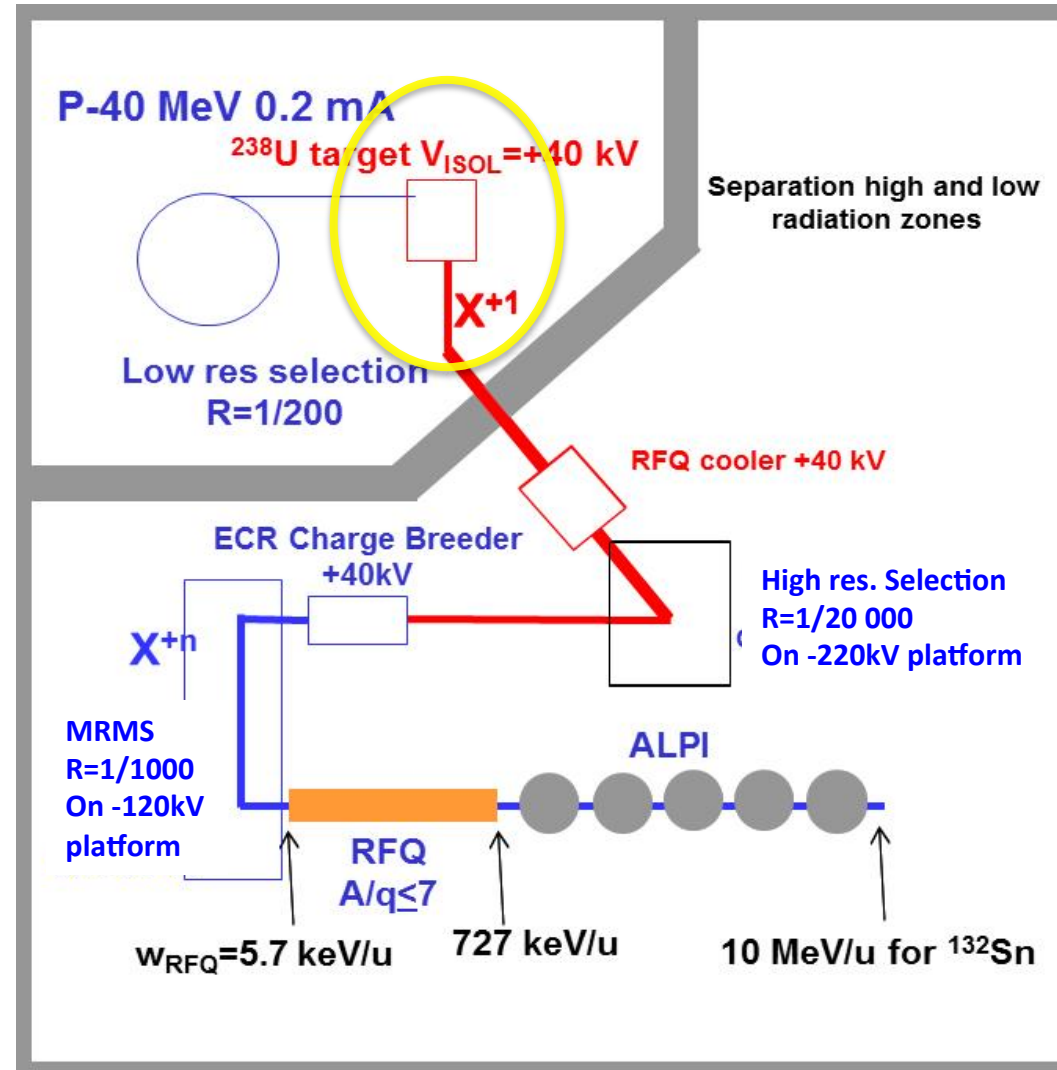 P-40 MeV 0.2 mA
²³⁸U target V_ISOL=+40 kV
Separation high and low
radiation zones
X⁺¹
Low res selection
R=1/200
RFQ cooler +40 kV
ECR Charge Breeder
+40kV
High res. Selection
R=1/20 000
On -220kV platform
X⁺ⁿ
MRMS
R=1/1000
On -120kV
platform
ALPI
RFQ
A/q≤7
w_RFQ=5.7 keV/u
727 keV/u
10 MeV/u for ¹³²Sn